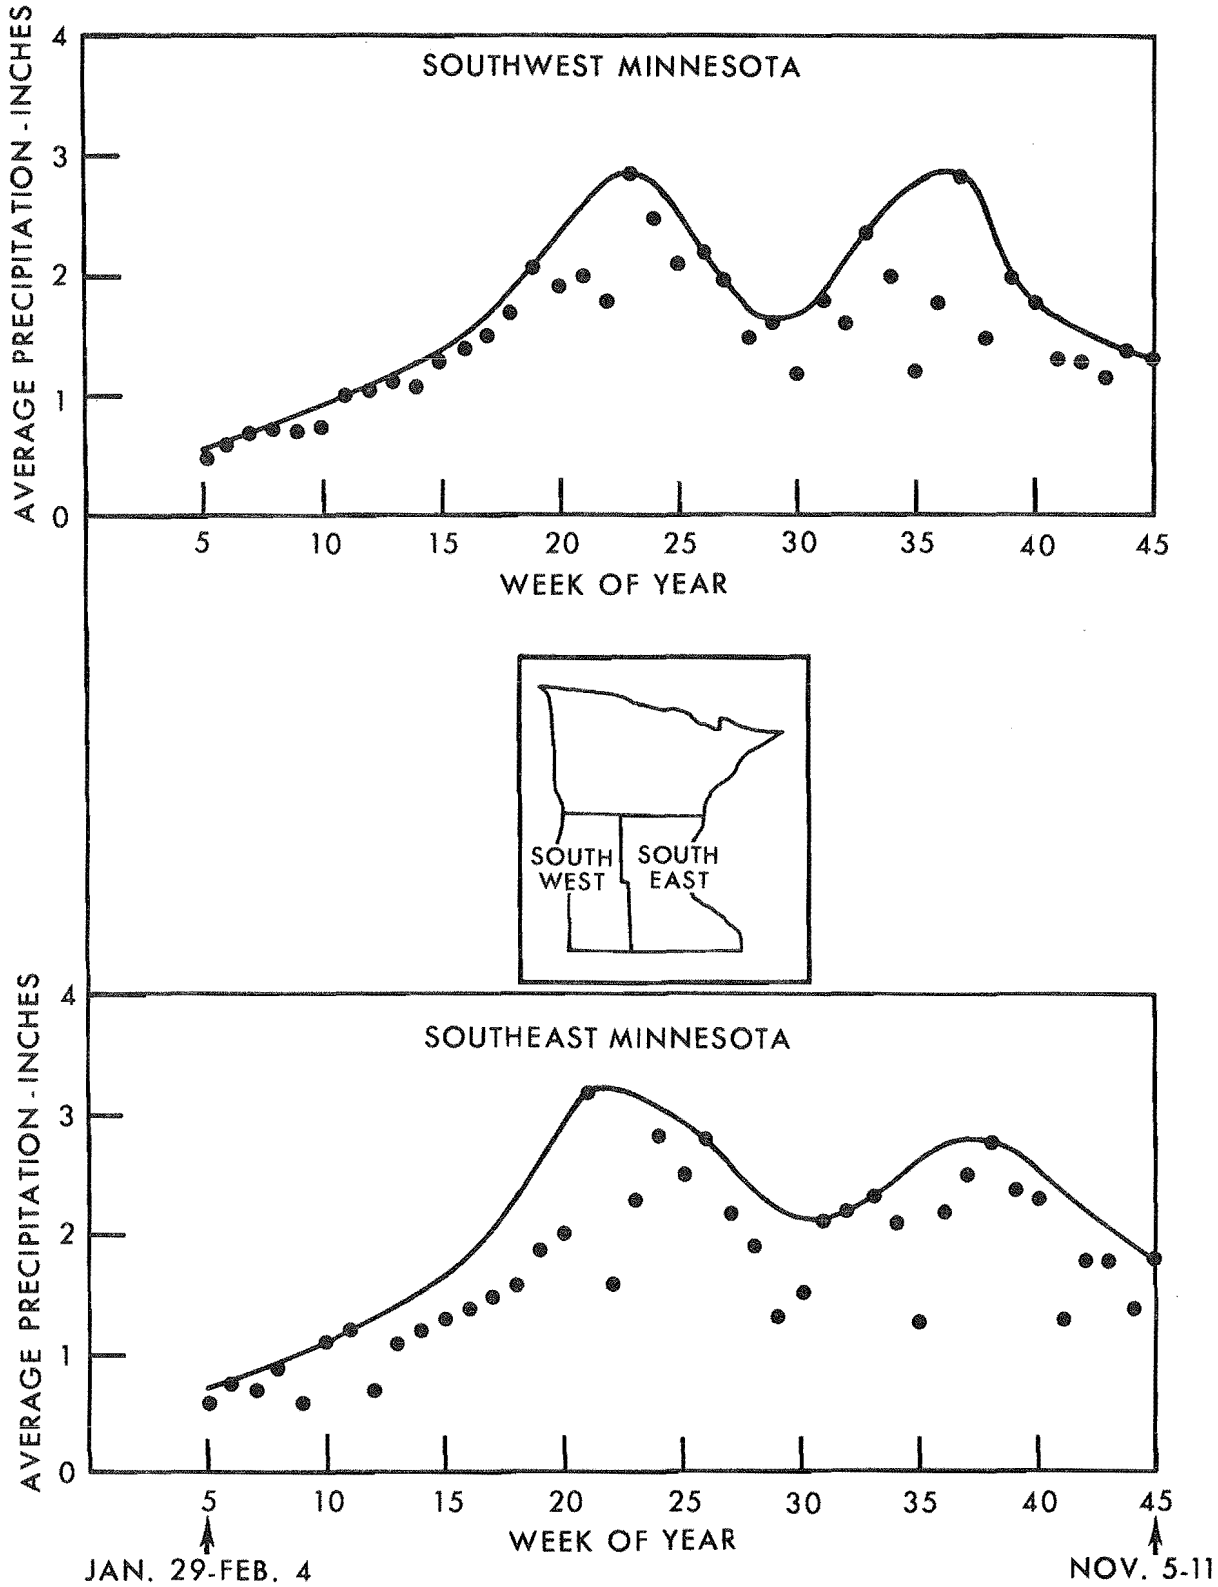 SOUTHWEST MINNESOTA
AVERAGE PRECIPITATION - INCHES
4
3
2
1
0
5 10 15 20 25 30 35 40 45
WEEK OF YEAR
SOUTH WEST
SOUTH EAST
SOUTHEAST MINNESOTA
AVERAGE PRECIPITATION - INCHES
4
3
2
1
0
5 10 15 20 25 30 35 40 45
WEEK OF YEAR
JAN. 29-FEB. 4
NOV. 5-11